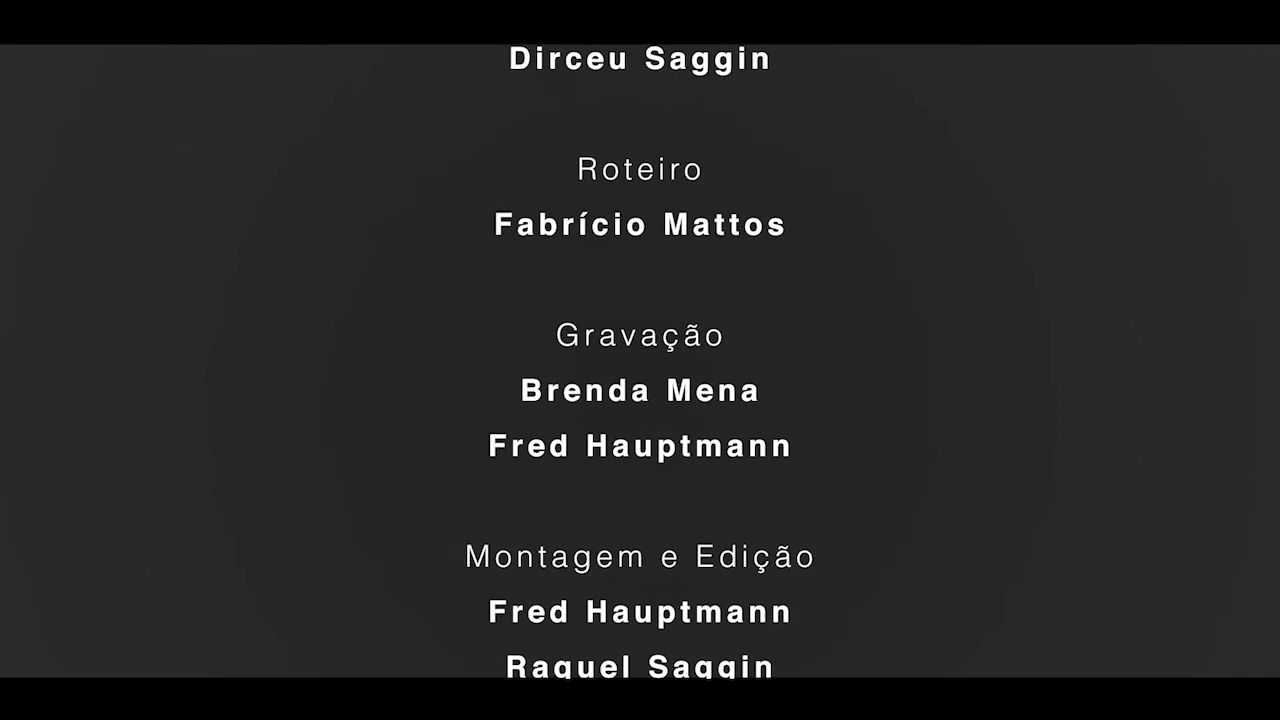 Dirceu Saggin
Roteiro
Fabrício Mattos
Gravação
Brenda Mena
Fred Hauptmann
Montagem e Edição
Fred Hauptmann
Raquel Saggin